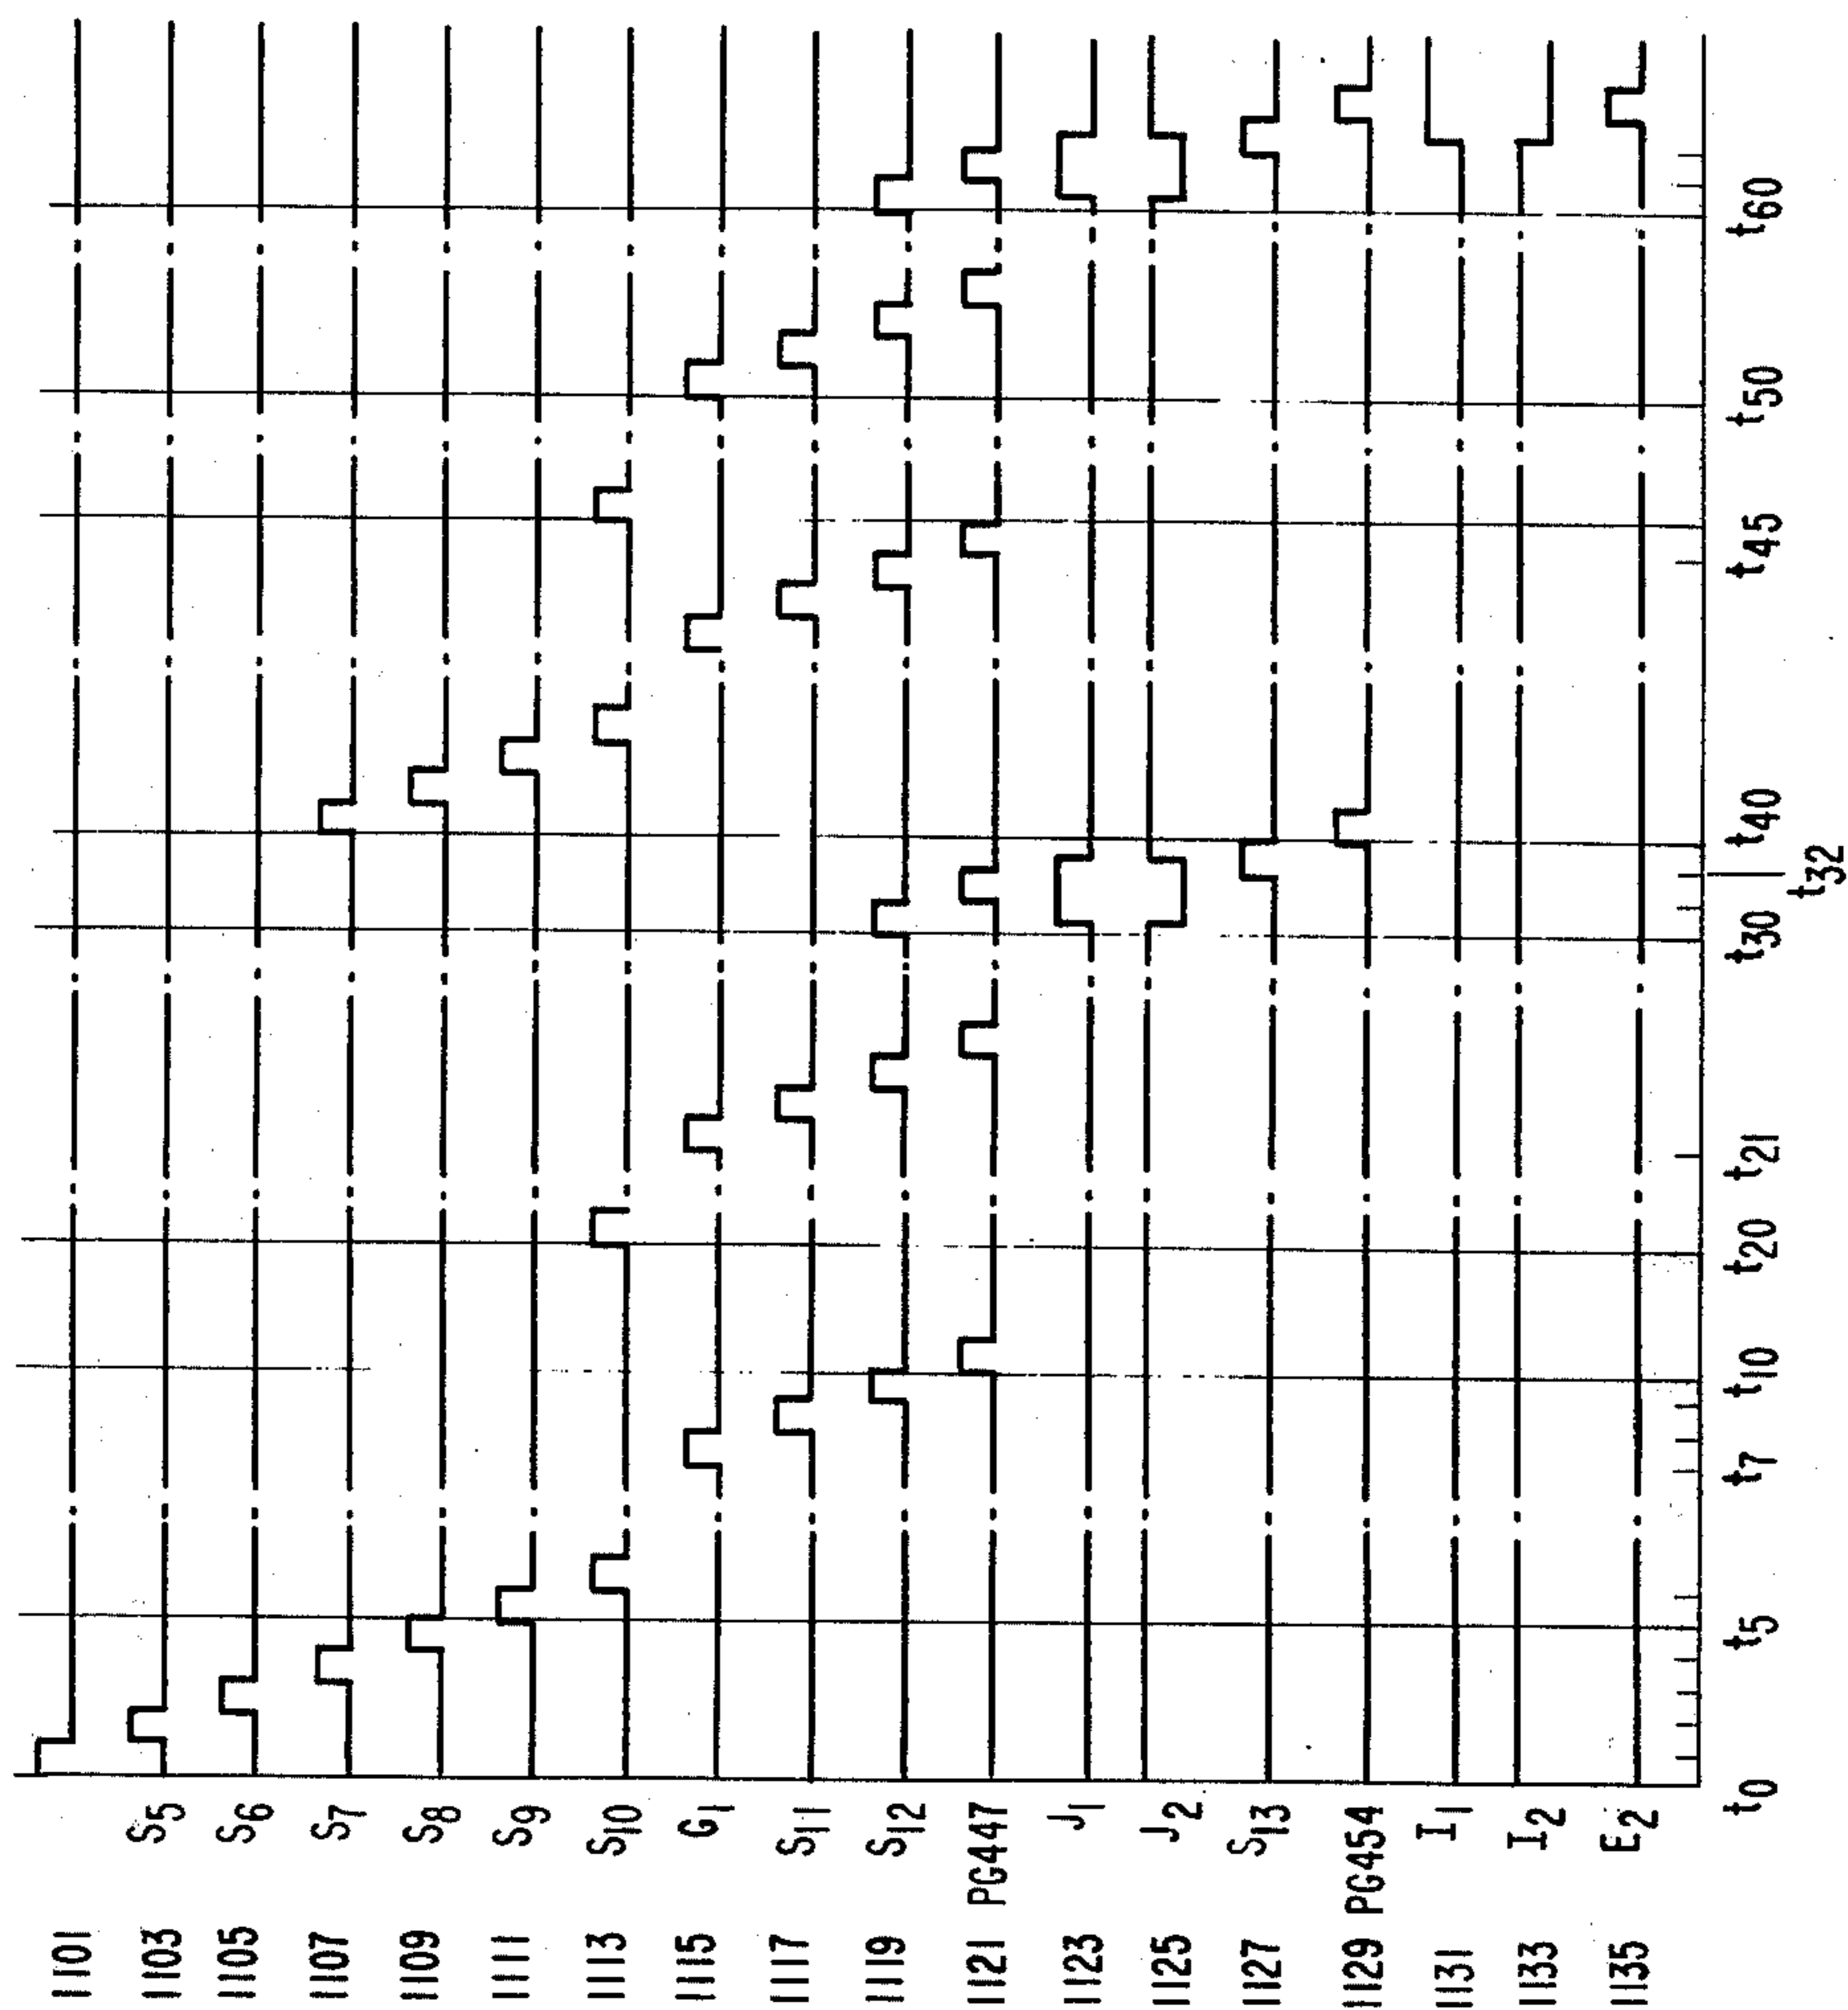 1101
1103 S5
1105 S6
1107 S7
1109 S8
1111 S9
1113 S10
1115 G1
1117 S11
1119 S12
1121 PG447
1123 J1
1125 J2
1127 S13
1129 PG454
1131 I1
1133 I2
1135 E2
t0 t5 t7 t10 t20 t21 t30 t32 t40 t45 t50 t60